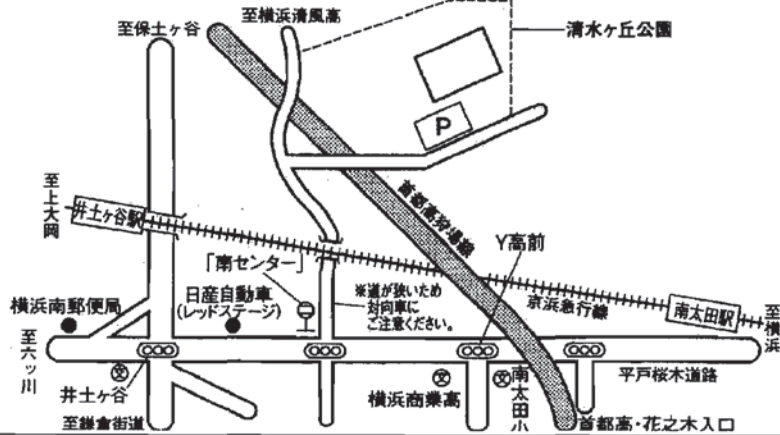 至横浜清風高
至保土ヶ谷
清水ヶ丘公園
P
至上大岡
井土ヶ谷駅
首都高狩場線
Y高前
「南センター」
日産自動車
(レッドステージ)
※道が狭いため
対向車に
ご注意ください。
京浜急行線
南太田駅
至横浜
横浜南郵便局
至六ッ川
文
井土ヶ谷
至鎌倉街道
文
横浜商業高
文
南太田小
平戸桜木道路
首都高・花之木入口